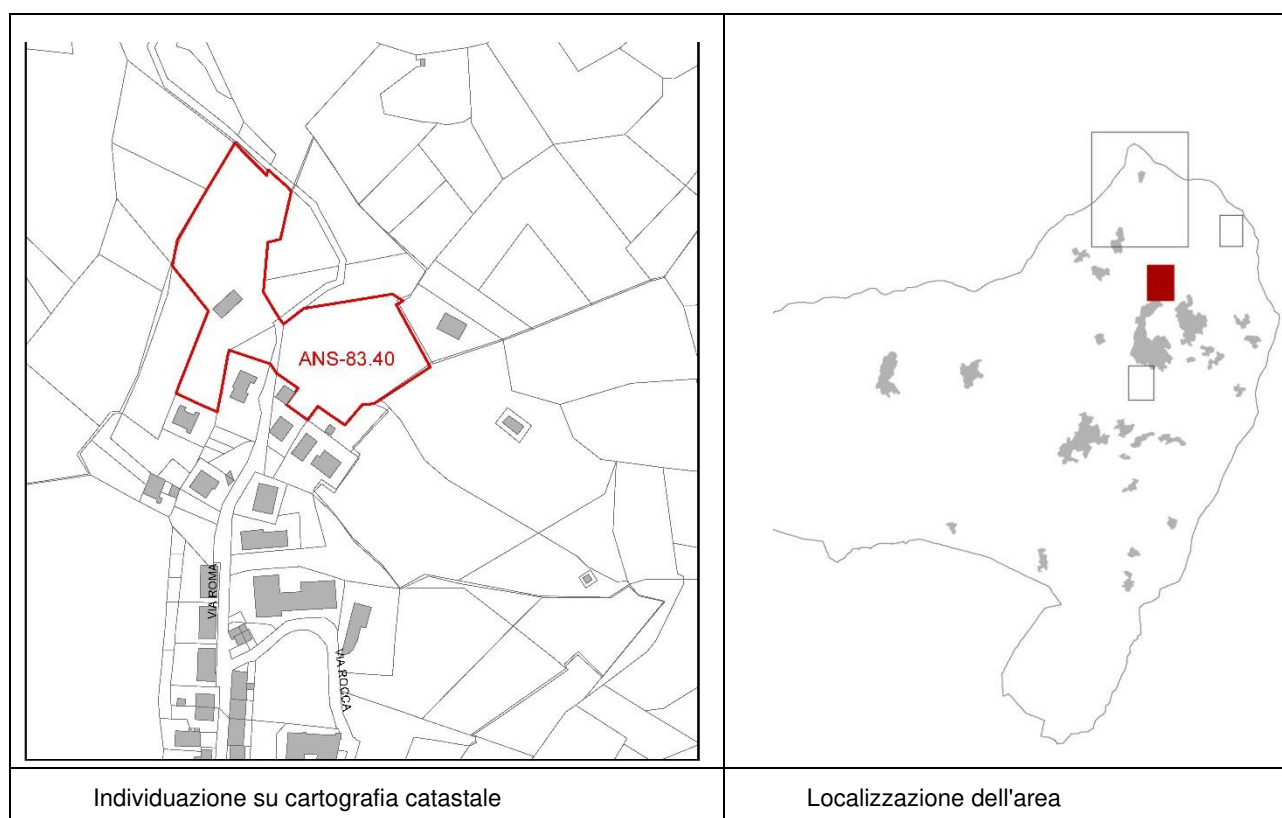 ANS-83.40
VIA ROMA
VIA ROCCA
Individuazione su cartografia catastale
Localizzazione dell'area